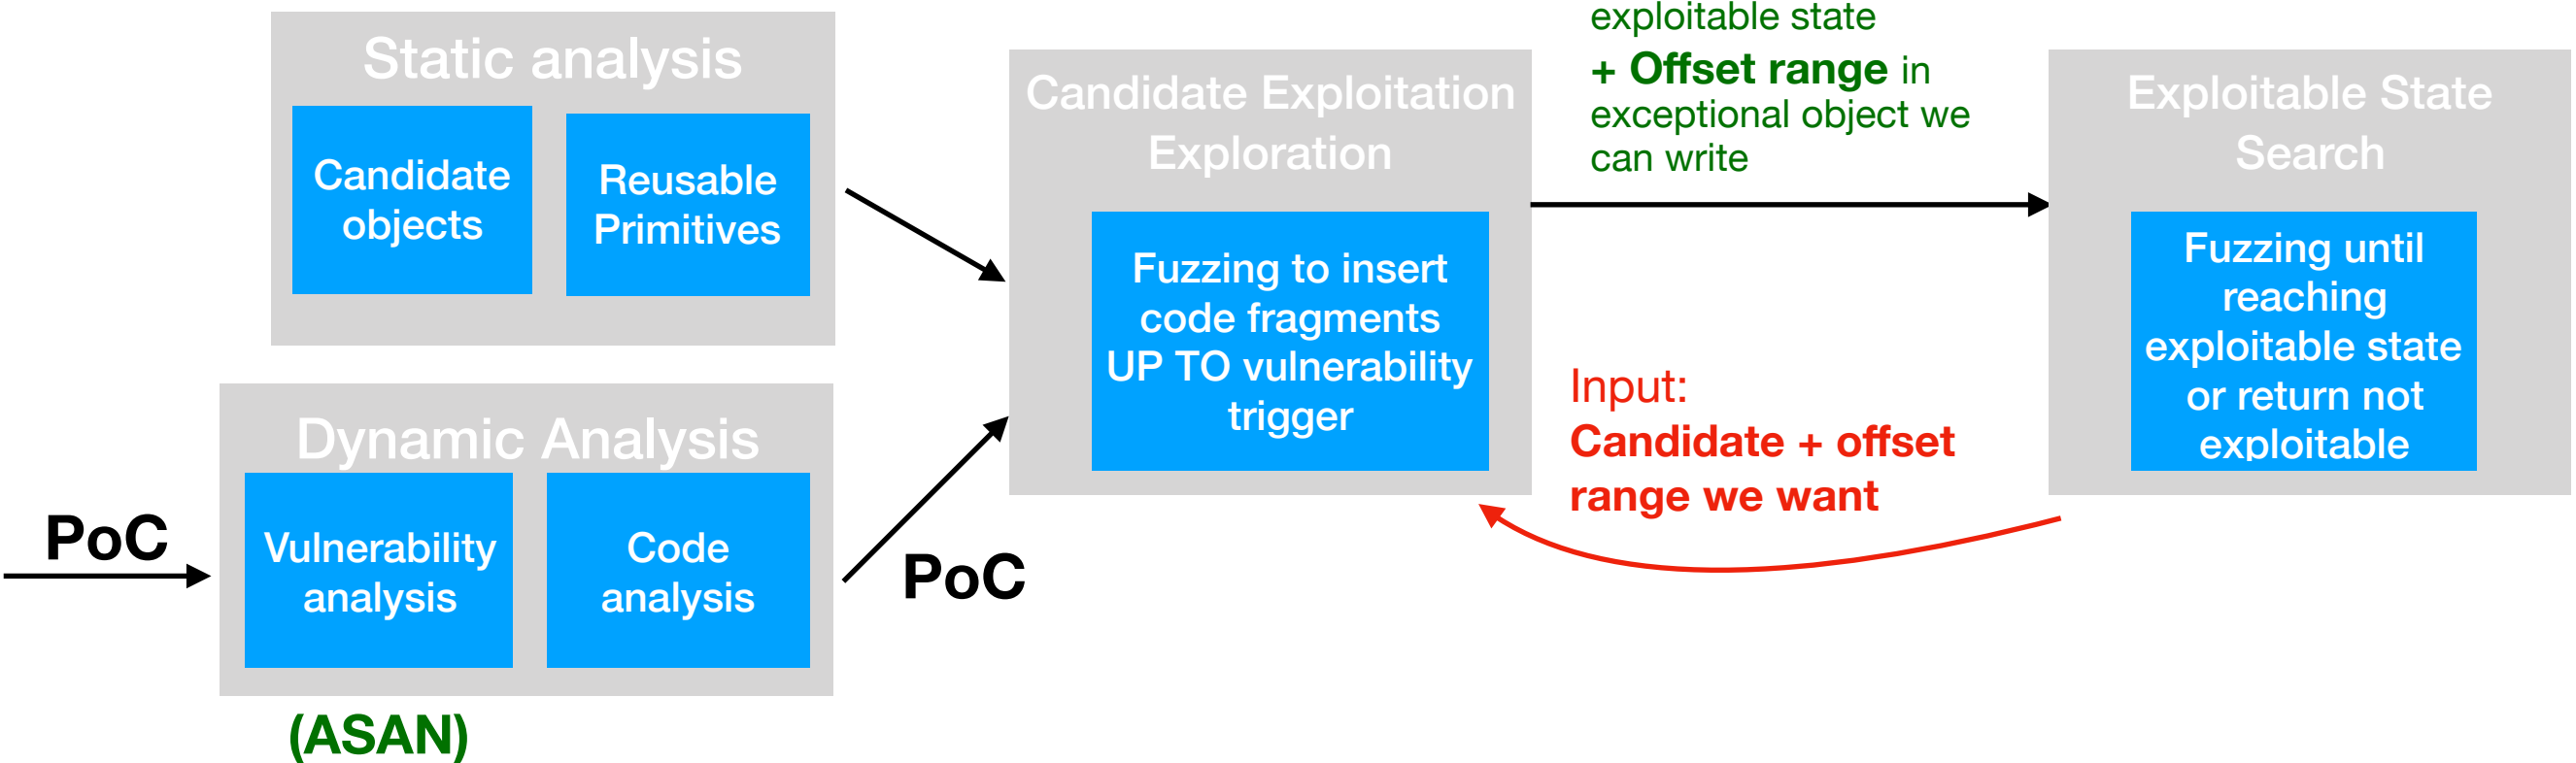 Static analysis
Candidate
objects
Reusable
Primitives
PoC
Dynamic Analysis
Vulnerability
analysis
Code
analysis
(ASAN)
PoC
Candidate Exploitation
Exploration
Fuzzing to insert
code fragments
UP TO vulnerability
trigger
exploitable state
+ Offset range in
exceptional object we
can write
Input:
Candidate + offset
range we want
Exploitable State
Search
Fuzzing until
reaching
exploitable state
or return not
exploitable